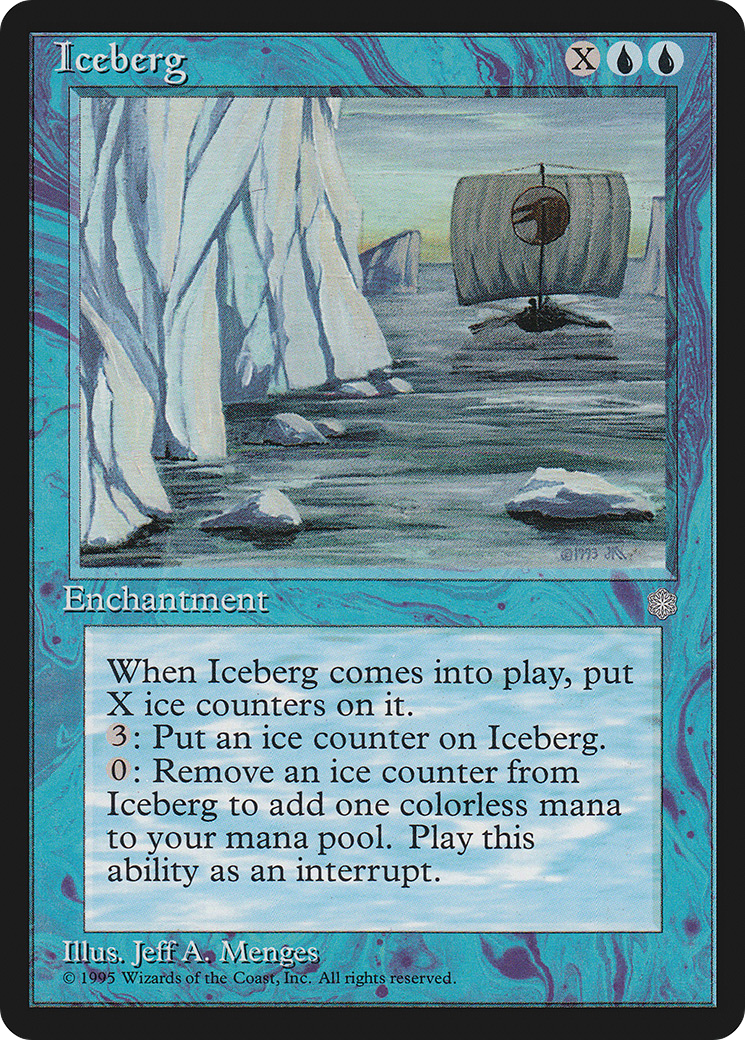 Iceberg X
Enchantment
When Iceberg comes into play, put
X ice counters on it.
3: Put an ice counter on Iceberg.
0: Remove an ice counter from
Iceberg to add one colorless mana
to your mana pool. Play this
ability as an interrupt.
Illus. Jeff A. Menges
© 1995 Wizards of the Coast, Inc. All rights reserved.
©1993